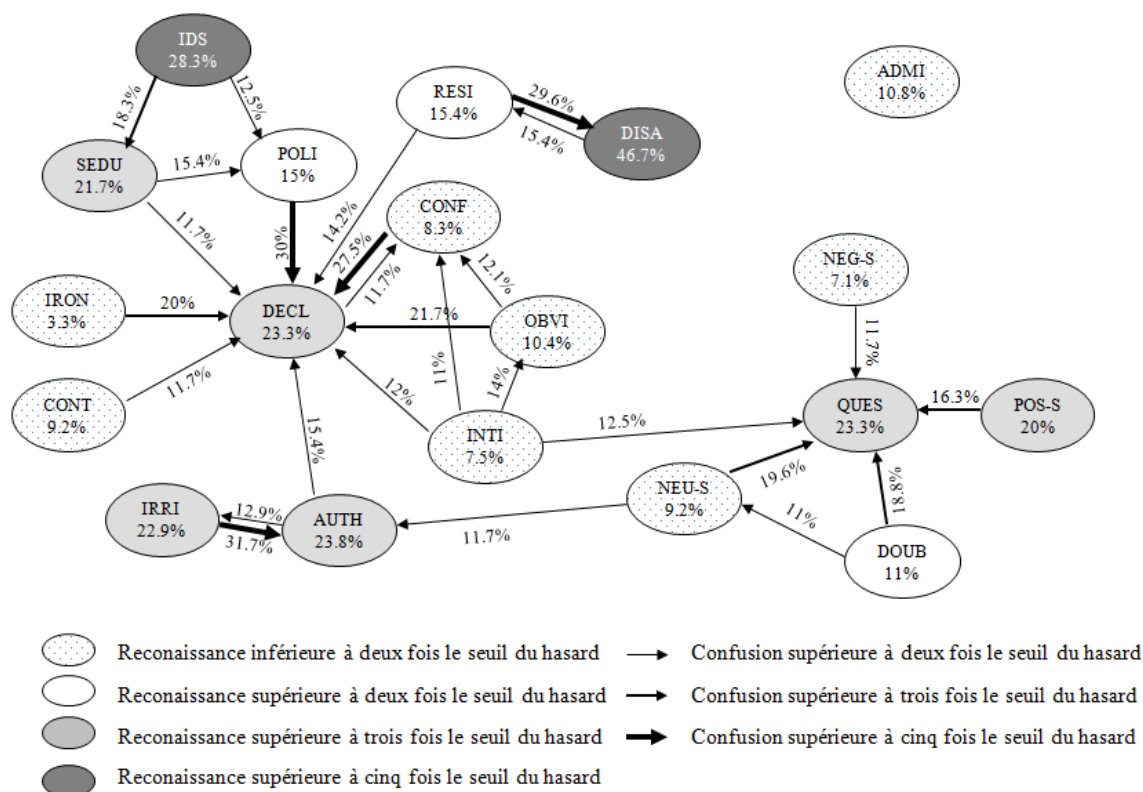 IDS
28.3%
ADMI
10.8%
RESI
15.4%
29.6%
DISA
46.7%
15.4%
18.3%
12.5%
SEDU
21.7%
15.4%
POLI
15%
CONF
8.3%
14.2%
27.5%
11.7%
12.1%
11.7%
30%
NEG-S
7.1%
11.7%
IRON
3.3%
20%
DECL
23.3%
21.7%
OBVI
10.4%
CONT
9.2%
11.7%
12%
11%
14%
INTI
7.5%
12.5%
QUES
23.3%
16.3%
POS-S
20%
15.4%
19.6%
18.8%
NEU-S
9.2%
11%
DOUB
11%
IRRI
22.9%
12.9%
31.7%
AUTH
23.8%
11.7%
Reconaissance inférieure à deux fois le seuil du hasard
Confusion supérieure à deux fois le seuil du hasard
Reconaissance supérieure à deux fois le seuil du hasard
Confusion supérieure à trois fois le seuil du hasard
Reconaissance supérieure à trois fois le seuil du hasard
Confusion supérieure à cinq fois le seuil du hasard
Reconaissance supérieure à cinq fois le seuil du hasard